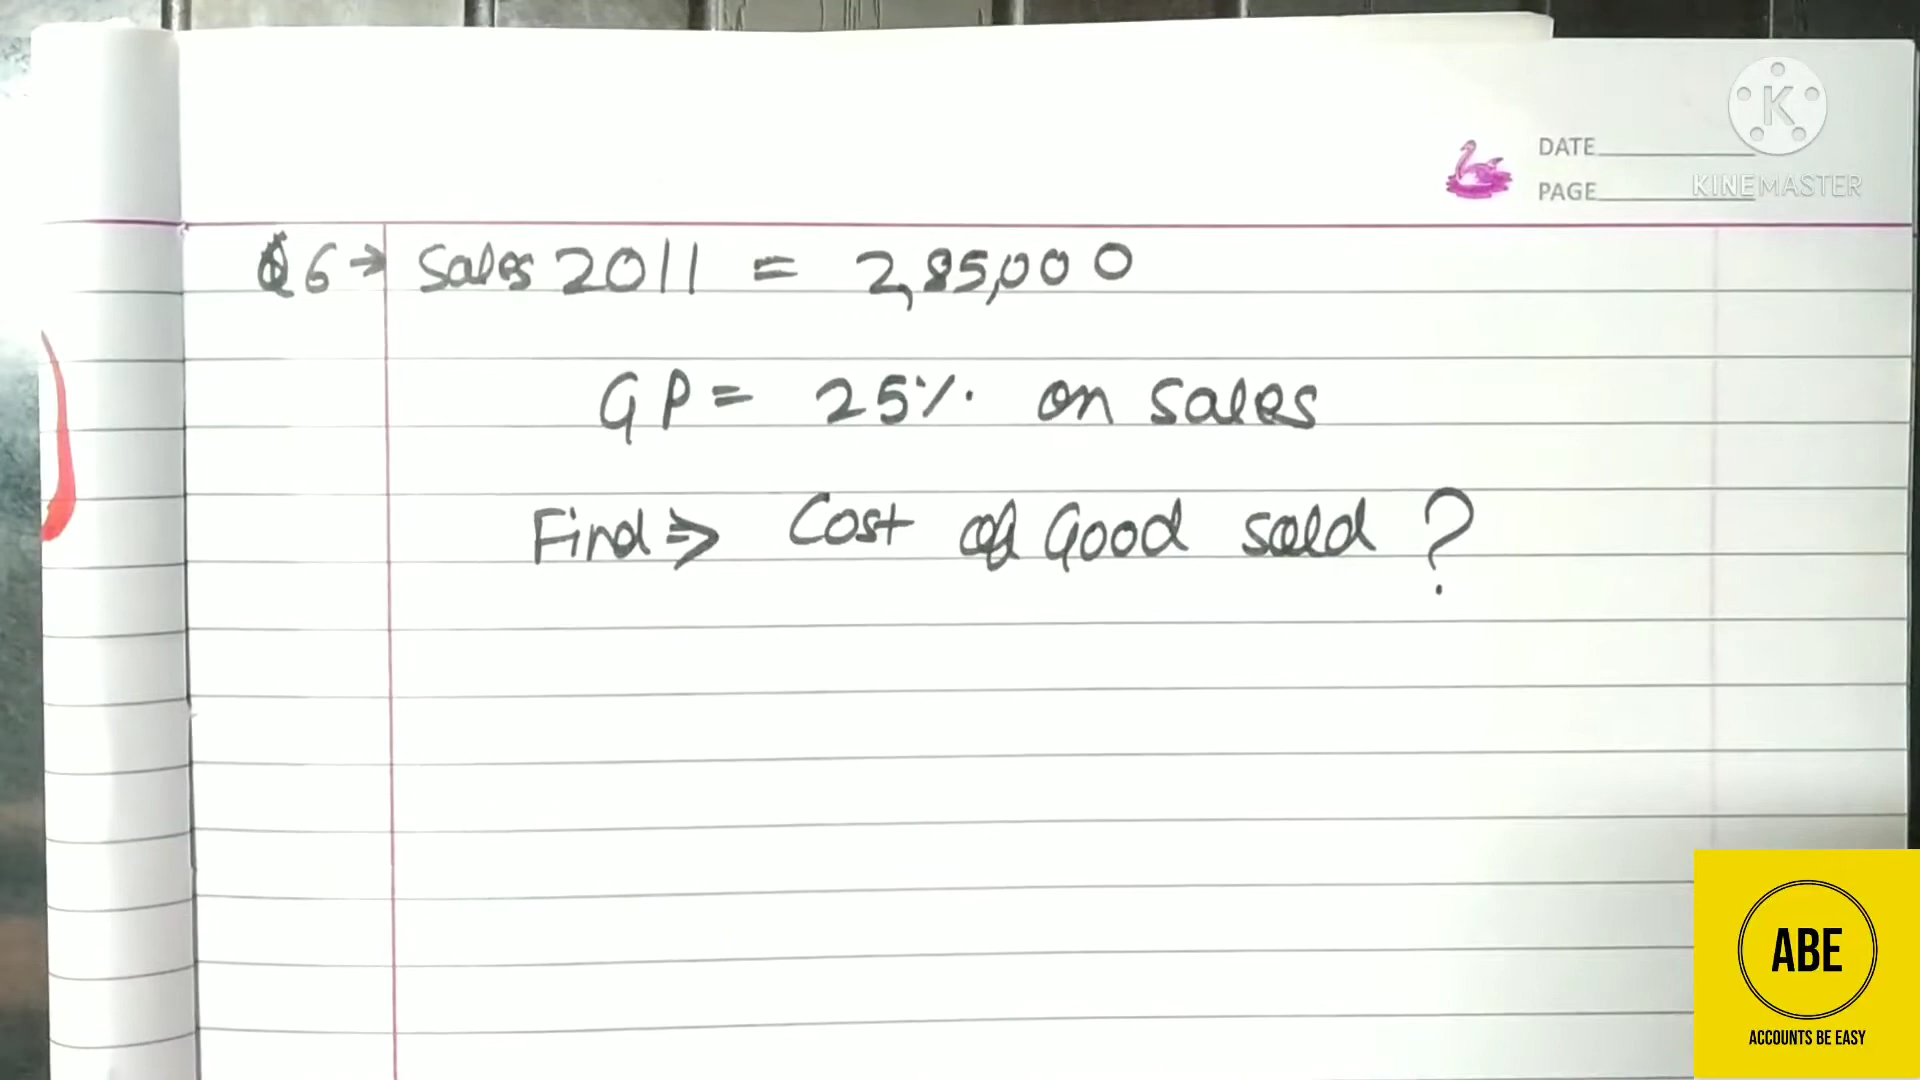 DATE
K
PAGE
KINEMASTER
Q6→ Sales 2011 = 2,85,000
GP = 25% on sales
Find ⇒ Cost of Good sold ?
ABE
ACCOUNTS BE EASY